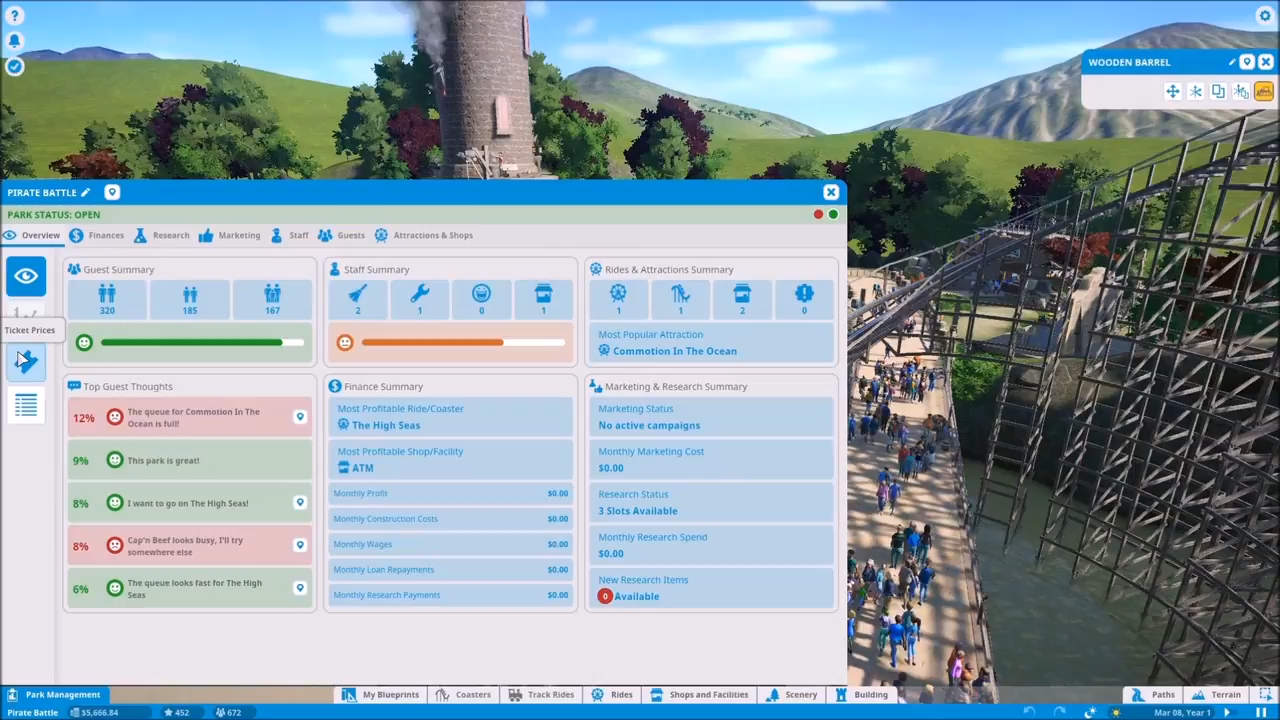 WOODEN BARREL
PIRATE BATTLE
PARK STATUS: OPEN
Overview
Finances
Research
Marketing
Staff
Guests
Attractions & Shops
Ticket Prices
Guest Summary
320
185
167
Staff Summary
2
1
0
1
Rides & Attractions Summary
1
1
2
0
Most Popular Attraction
Commotion In The Ocean
Top Guest Thoughts
12%
The queue for Commotion In The
Ocean is full!
9%
This park is great!
8%
I want to go on The High Seas!
8%
Cap'n Beef looks busy, I'll try
somewhere else
6%
The queue looks fast for The High
Seas
Finance Summary
Most Profitable Ride/Coaster
The High Seas
Most Profitable Shop/Facility
ATM
Monthly Profit $0.00
Monthly Construction Costs $0.00
Monthly Wages $0.00
Monthly Loan Repayments $0.00
Monthly Research Payments $0.00
Marketing & Research Summary
Marketing Status
No active campaigns
Monthly Marketing Cost
$0.00
Research Status
3 Slots Available
Monthly Research Spend
$0.00
New Research Items
0 Available
Park Management
My Blueprints
Coasters
Track Rides
Rides
Shops and Facilities
Scenery
Building
Paths
Terrain
Pirate Battle
$5,666.84
452
672
Mar 08, Year 1